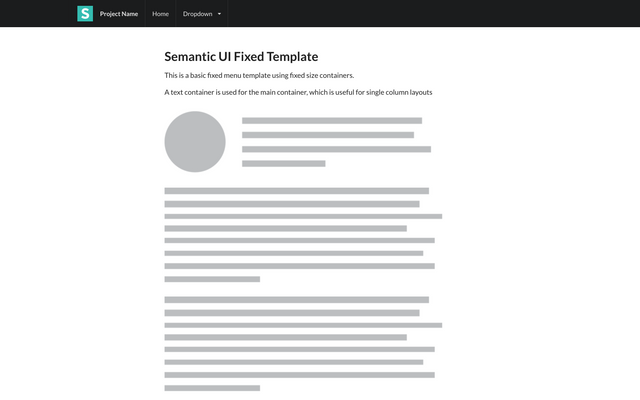 S Project Name Home Dropdown
Semantic UI Fixed Template
This is a basic fixed menu template using fixed size containers.
A text container is used for the main container, which is useful for single column layouts